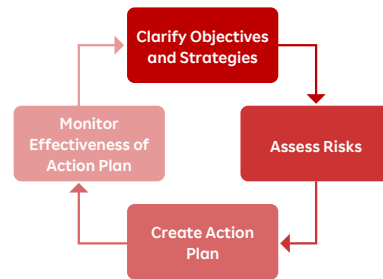 Clarify Objectives
and Strategies
Assess Risks
Create Action
Plan
Monitor
Effectiveness of
Action Plan